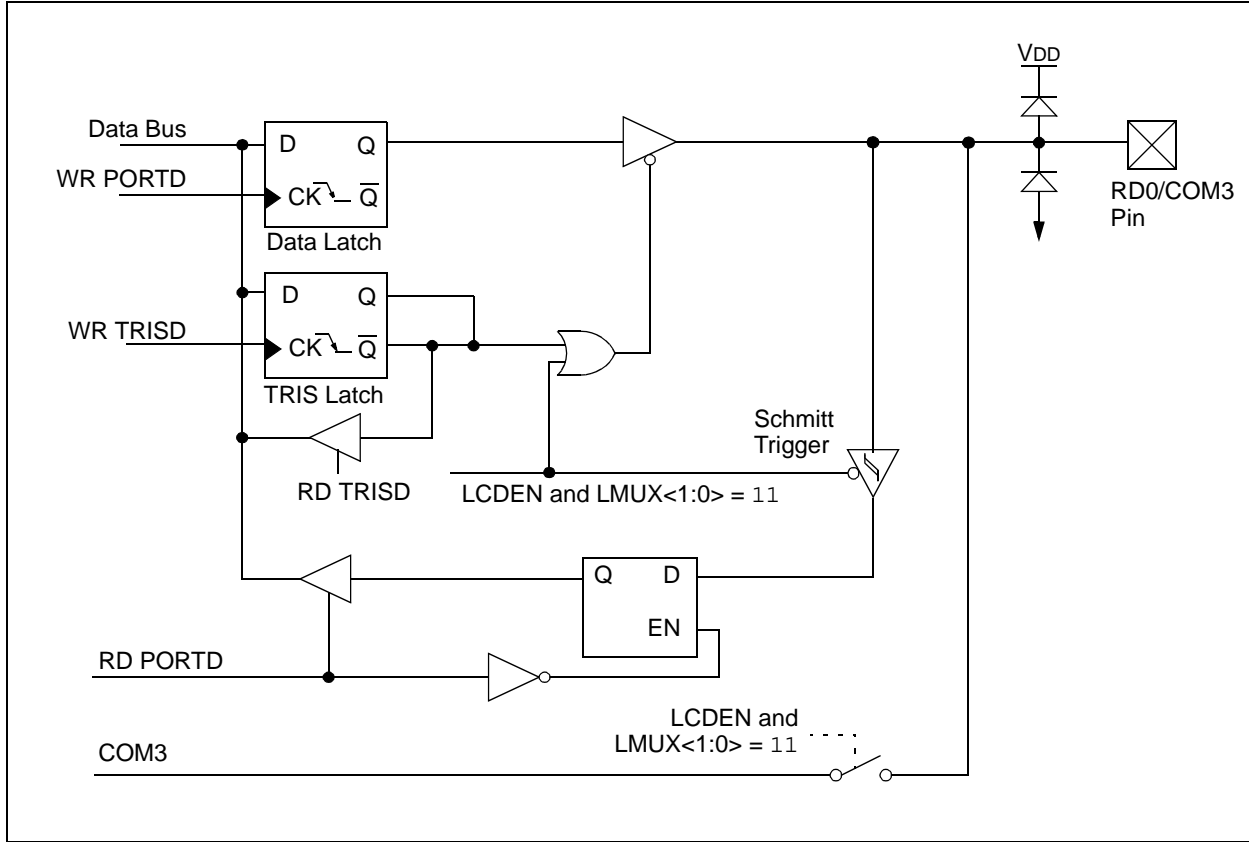 VDD
Data Bus
D Q
WR PORTD
CK Q
Data Latch
RD0/COM3
Pin
D Q
WR TRISD
CK Q
TRIS Latch
Schmitt
Trigger
RD TRISD
LCDEN and LMUX<1:0> = 11
Q D
EN
RD PORTD
LCDEN and
LMUX<1:0> = 11
COM3